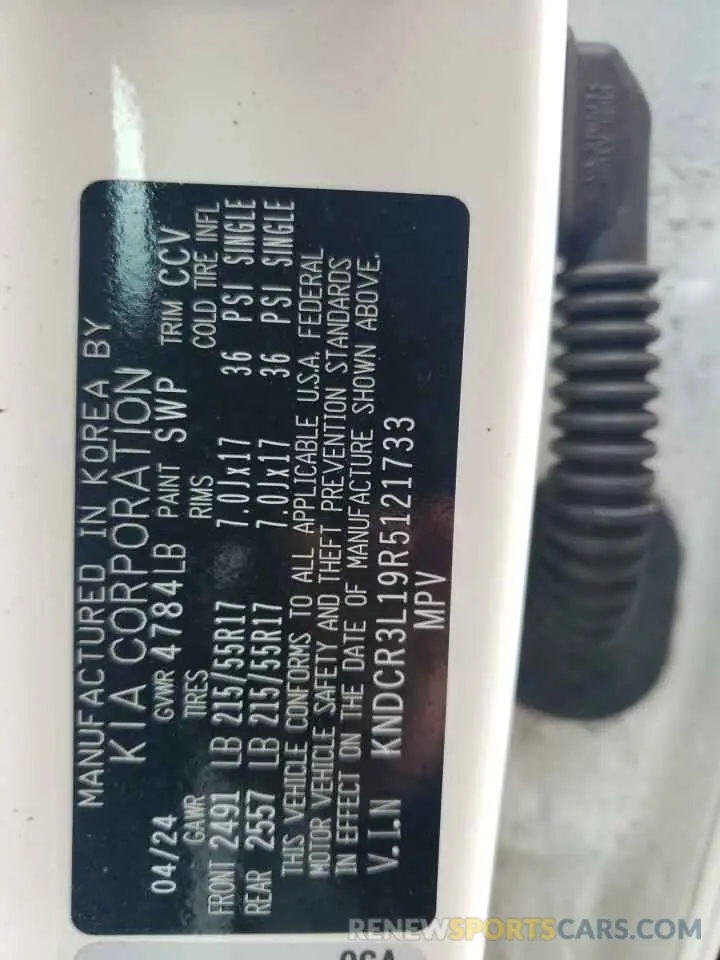 MANUFACTURED IN KOREA BY
KIA CORPORATION
04/24 GVWR 4784LB PAINT SWP TRIM CCV
GAWR TIRES RIMS COLD TIRE INFL
FRONT 2491 LB 215/55R17 7.0Jx17 36 PSI SINGLE
REAR 2557 LB 215/55R17 7.0Jx17 36 PSI SINGLE
THIS VEHICLE CONFORMS TO ALL APPLICABLE U.S.A. FEDERAL
MOTOR VEHICLE SAFETY AND THEFT PREVENTION STANDARDS
IN EFFECT ON THE DATE OF MANUFACTURE SHOWN ABOVE.
V.I.N KNDCR3L19R5121733
MPV
RENEWSPORTSCARS.COM